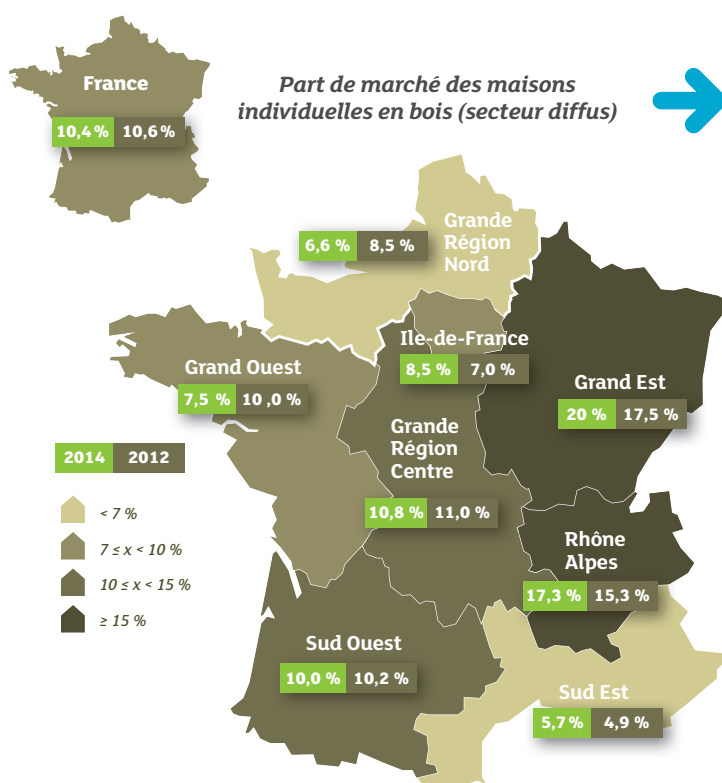 France
10,4 % 10,6 %
Part de marché des maisons
individuelles en bois (secteur diffus)
Grande
Région
Nord
6,6 % 8,5 %
Ile-de-France
8,5 % 7,0 %
Grand Ouest
7,5 % 10 ,0 %
Grand Est
20 % 17,5 %
Grande
Région
Centre
10,8 % 11,0 %
2014 2012
< 7 %
7 ≤ x < 10 %
10 ≤ x < 15 %
≥ 15 %
Rhône
Alpes
17,3 % 15,3 %
Sud Ouest
10,0 % 10,2 %
Sud Est
5,7 % 4,9 %